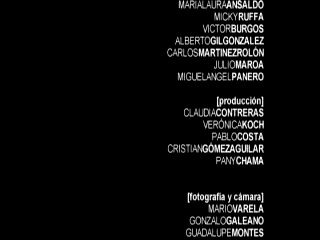 MARIALAURAANSALDO
MICKYRUFFA
VICTORBURGOS
ALBERTOGILGONZALEZ
CARLOSMARTINEZROLÓN
JULIOMAROA
MIGUELANGELPANERO
[producción]
CLAUDIACONTRERAS
VERÓNICAKOCH
PABLOCOSTA
CRISTIANGÓMEZAGUILAR
PANYCHAMA
[fotografía y cámara]
MARIOVARELA
GONZALOGALEANO
GUADALUPEMONTES